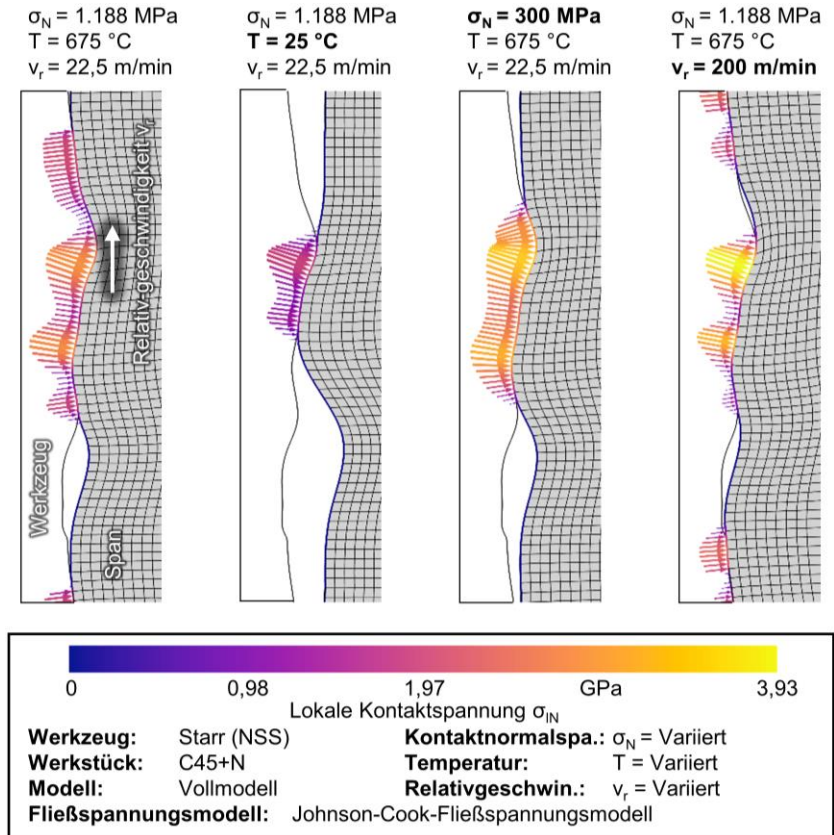 σN = 1.188 MPa
T = 675 °C
vr = 22,5 m/min
σN = 1.188 MPa
T = 25 °C
vr = 22,5 m/min
σN = 300 MPa
T = 675 °C
vr = 22,5 m/min
σN = 1.188 MPa
T = 675 °C
vr = 200 m/min
Werkzeug
Span
Relativ-geschwindigkeit vr
0 0,98 1,97 GPa 3,93
Lokale Kontaktspannung σIN
Werkzeug: Starr (NSS) Kontaktnormalspa.: σN = Variiert
Werkstück: C45+N Temperatur: T = Variiert
Modell: Vollmodell Relativgeschwin.: vr = Variiert
Fließspannungsmodell: Johnson-Cook-Fließspannungsmodell